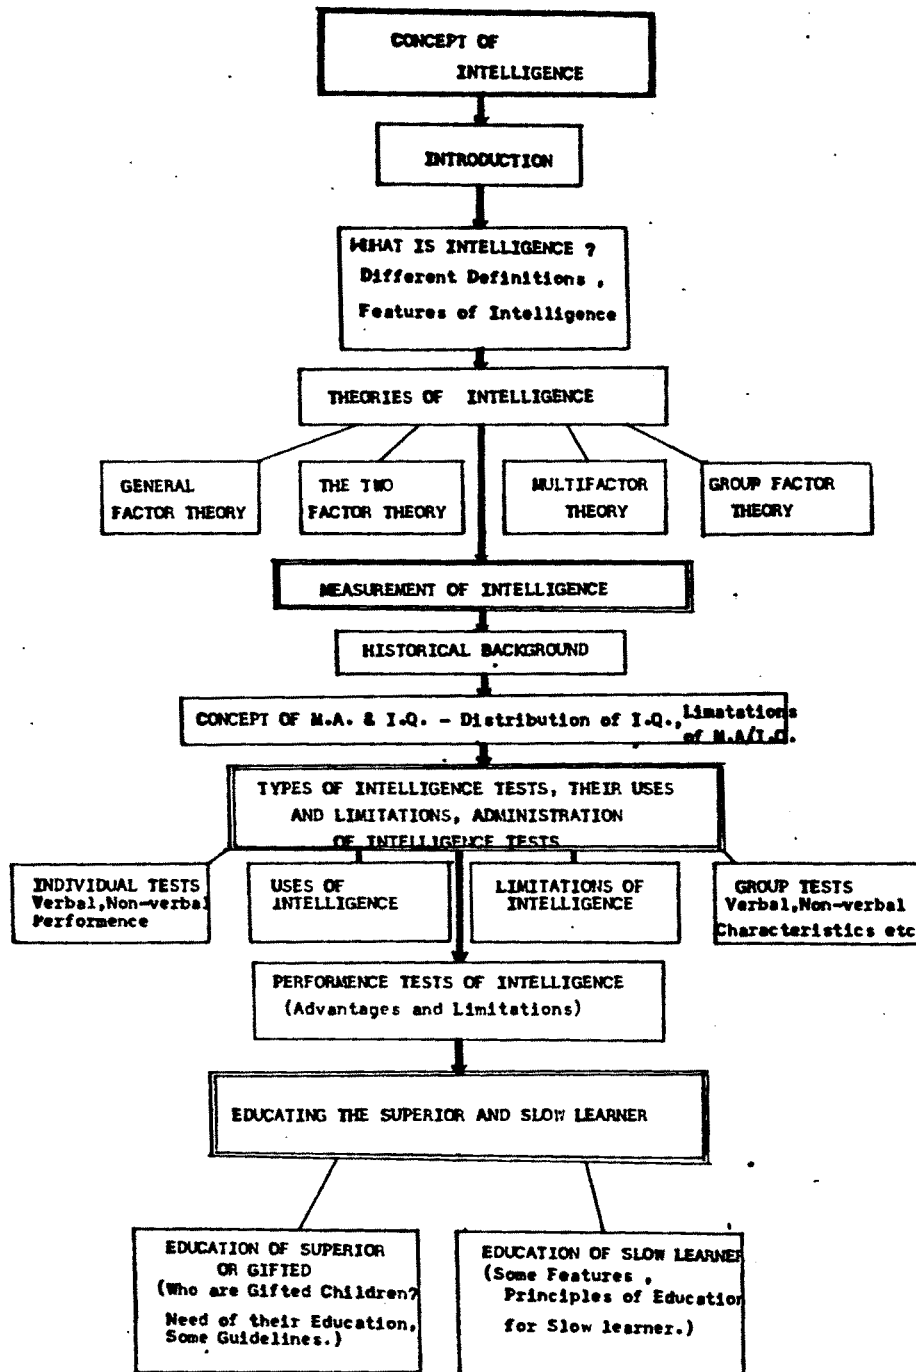 CONCEPT OF
INTELLIGENCE
INTRODUCTION
WHAT IS INTELLIGENCE ?
Different Definitions ,
Features of Intelligence
THEORIES OF INTELLIGENCE
GENERAL
FACTOR THEORY
THE TWO
FACTOR THEORY
MULTIFACTOR
THEORY
GROUP FACTOR
THEORY
MEASUREMENT OF INTELLIGENCE
HISTORICAL BACKGROUND
CONCEPT OF M.A. & I.Q. - Distribution of I.Q., Limatations
of M.A/I.Q.
TYPES OF INTELLIGENCE TESTS, THEIR USES
AND LIMITATIONS, ADMINISTRATION
OF INTELLIGENCE TESTS
INDIVIDUAL TESTS
Verbal,Non-verbal
Performence
USES OF
INTELLIGENCE
LIMITATIONS OF
INTELLIGENCE
GROUP TESTS
Verbal,Non-verbal
Characteristics etc
PERFORMENCE TESTS OF INTELLIGENCE
(Advantages and Limitations)
EDUCATING THE SUPERIOR AND SLOW LEARNER
EDUCATION OF SUPERIOR
OR GIFTED
(Who are Gifted Children?
Need of their Education,
Some Guidelines.)
EDUCATION OF SLOW LEARNER
(Some Features ,
Principles of Education
for Slow learner.)